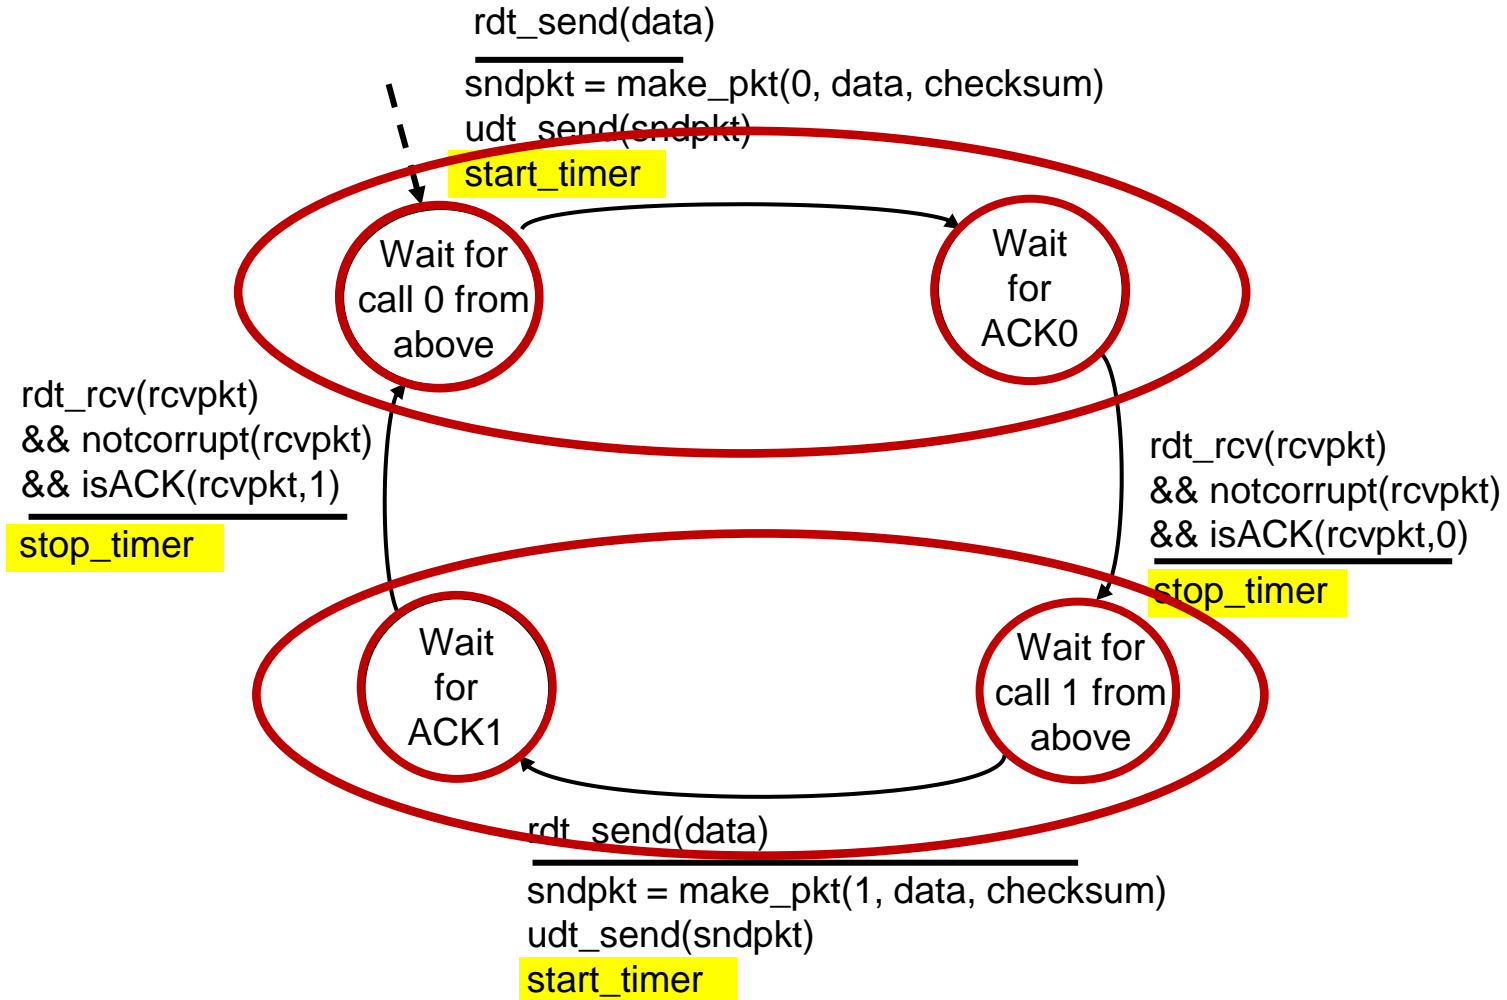 rdt_send(data)
sndpkt = make_pkt(0, data, checksum)
udt_send(sndpkt)
start_timer
Wait for
call 0 from
above
Wait
for
ACK0
rdt_rcv(rcvpkt)
&& notcorrupt(rcvpkt)
&& isACK(rcvpkt,1)
stop_timer
rdt_rcv(rcvpkt)
&& notcorrupt(rcvpkt)
&& isACK(rcvpkt,0)
stop_timer
Wait
for
ACK1
Wait for
call 1 from
above
rdt_send(data)
sndpkt = make_pkt(1, data, checksum)
udt_send(sndpkt)
start_timer